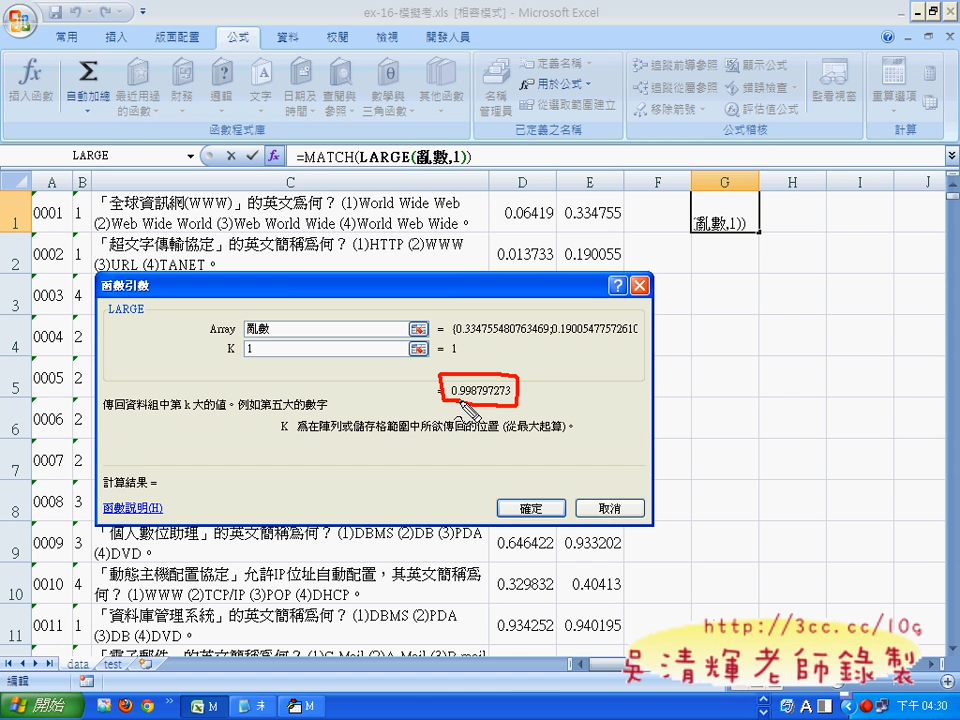 ex-16-模擬考.xls [相容模式] - Microsoft Excel
常用 插入 版面配置 公式 資料 校閱 檢視 開發人員
插入函數 自動加總 最近用過的函數 財務 邏輯 文字 日期及時間 查閱與參照 數學與三角函數 其他函數 名稱管理員 定義名稱 用於公式 從選取範圍建立 追蹤前導參照 追蹤從屬參照 移除箭號 顯示公式 錯誤檢查 評估值公式 監看視窗 重算選項
函數程式庫 已定義之名稱 公式稽核 計算
LARGE =MATCH(LARGE(亂數,1))
A B C D E F G H I J
1 0001 1 「全球資訊網(WWW)」的英文為何？ (1)World Wide Web 0.06419 0.334755 亂數,1))
(2)Web Wide World (3)Web World Wide (4)World Web Wide。
2 0002 1 「超文字傳輸協定」的英文簡稱為何？ (1)HTTP (2)WWW 0.013733 0.190055
(3)URL (4)TANET。
3 0003 4
4 0004 2
5 0005 2
6 0006 2
7 0007 2
8 0008 3
函數引數
LARGE
Array 亂數 = {0.334755480763469;0.19005477572610
K 1 = 1
= 0.998797273
傳回資料組中第 k 大的值。例如第五大的數字
K 為在陣列或儲存格範圍中所欲傳回的位置 (從最大起算)。
計算結果 =
函數說明(H) 確定 取消
9 0009 3 「個人數位助理」的英文簡稱為何？ (1)DBMS (2)DB (3)PDA 0.646422 0.933202
(4)DVD。
10 0010 4 「動態主機配置協定」允許IP位址自動配置，其英文簡稱為 0.329832 0.40413
何？ (1)WWW (2)TCP/IP (3)POP (4)DHCP。
11 0011 1 「資料庫管理系統」的英文簡稱為何？ (1)DBMS (2)PDA 0.934252 0.940195
(3)DB (4)DVD。
http://3cc.cc/10g
吳清輝老師錄製
data test
編輯
開始 M 未 M A 下午 04:30